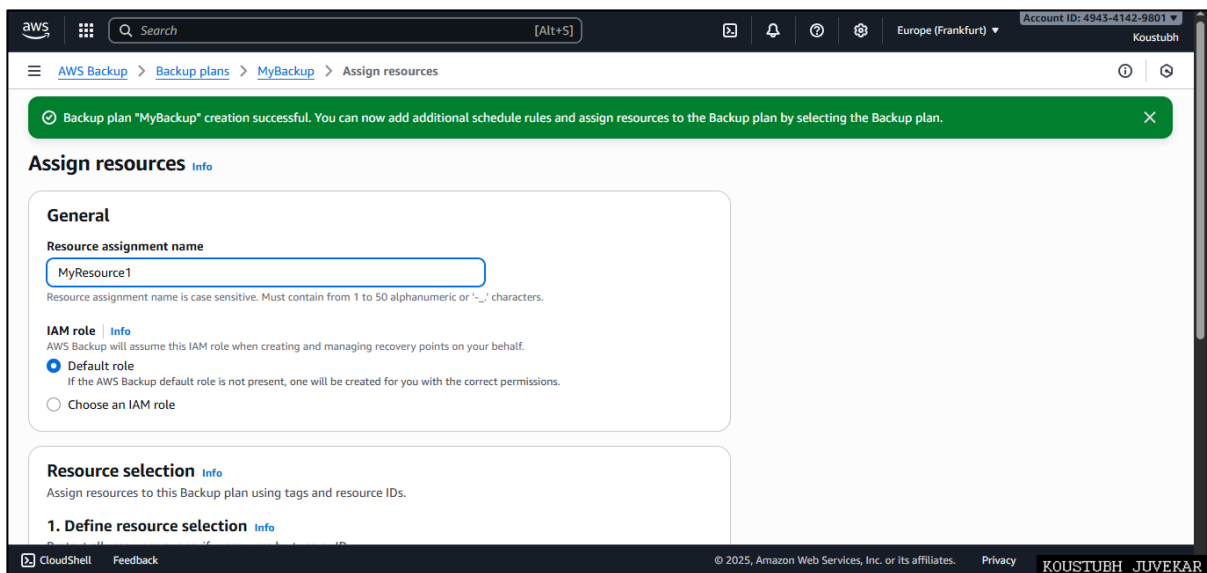 aws
Search [Alt+S]
Europe (Frankfurt) ▼
Account ID: 4943-4142-9801 ▼
Koustubh
AWS Backup > Backup plans > MyBackup > Assign resources
Backup plan "MyBackup" creation successful. You can now add additional schedule rules and assign resources to the Backup plan by selecting the Backup plan.
Assign resources Info
General
Resource assignment name
MyResource1
Resource assignment name is case sensitive. Must contain from 1 to 50 alphanumeric or '-_.' characters.
IAM role Info
AWS Backup will assume this IAM role when creating and managing recovery points on your behalf.
Default role
If the AWS Backup default role is not present, one will be created for you with the correct permissions.
Choose an IAM role
Resource selection Info
Assign resources to this Backup plan using tags and resource IDs.
1. Define resource selection Info
CloudShell Feedback
© 2025, Amazon Web Services, Inc. or its affiliates. Privacy
KOUSTUBH JUVEKAR